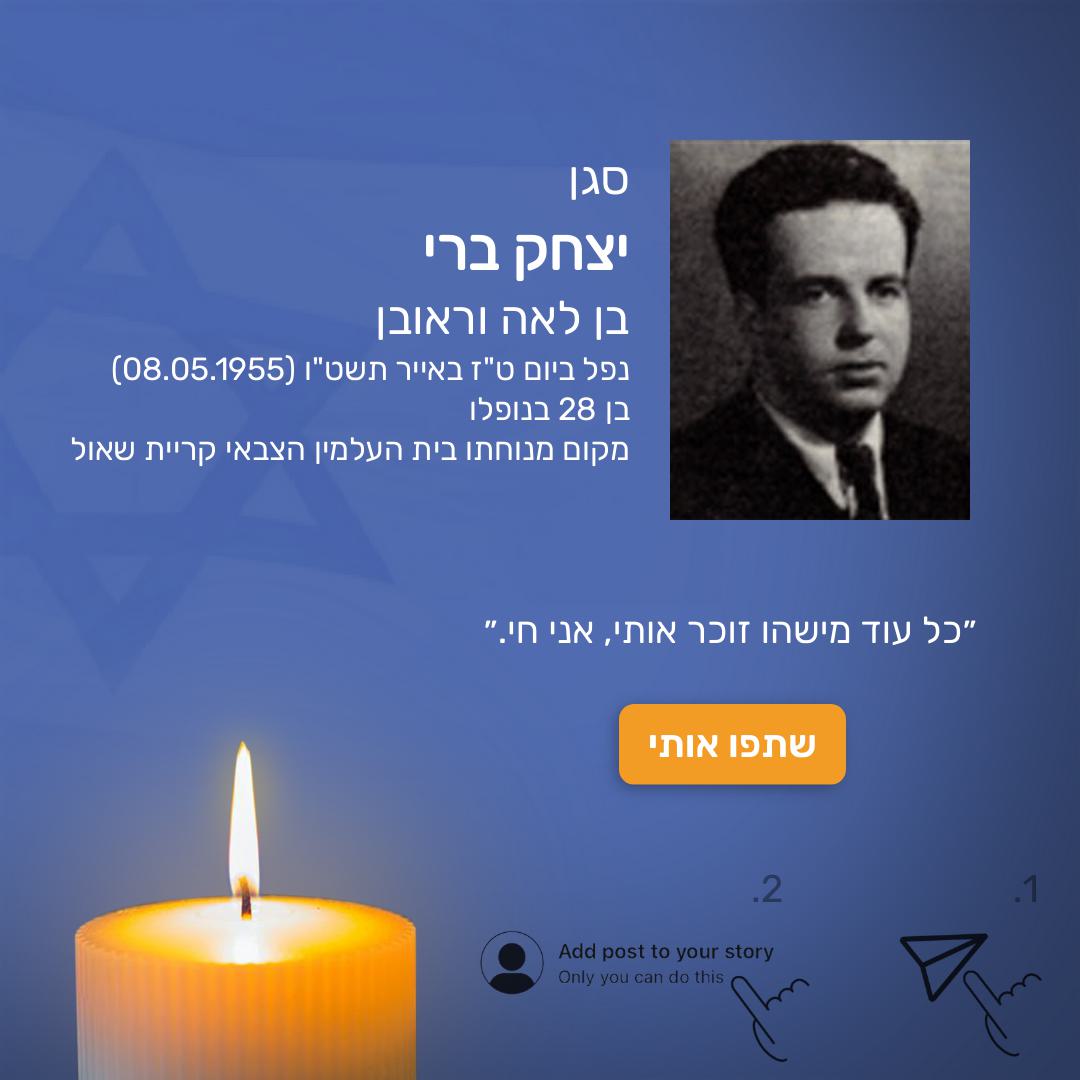 סגן
יצחק ברי
בן לאה וראובן
נפל ביום ט"ז באייר תשט"ו (08.05.1955)
בן 28 בנופלו
מקום מנוחתו בית העלמין הצבאי קריית שאול
״כל עוד מישהו זוכר אותי, אני חי.״
שתפו אותי
1.
2.
Add post to your story
Only you can do this